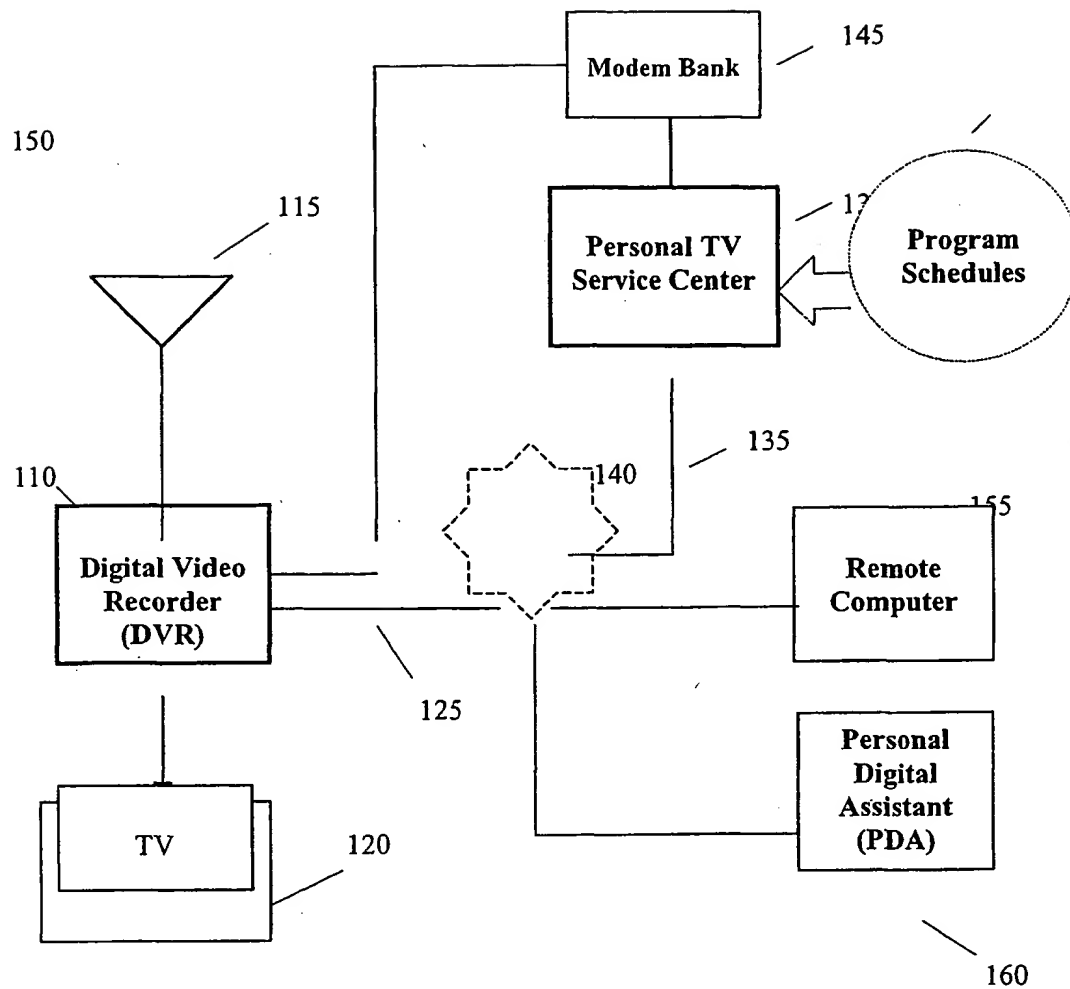 145
Modem Bank
150
115
Personal TV
Service Center
Program
Schedules
135
110
140
155
Digital Video
Recorder
(DVR)
Remote
Computer
125
Personal
Digital
Assistant
(PDA)
TV
120
160